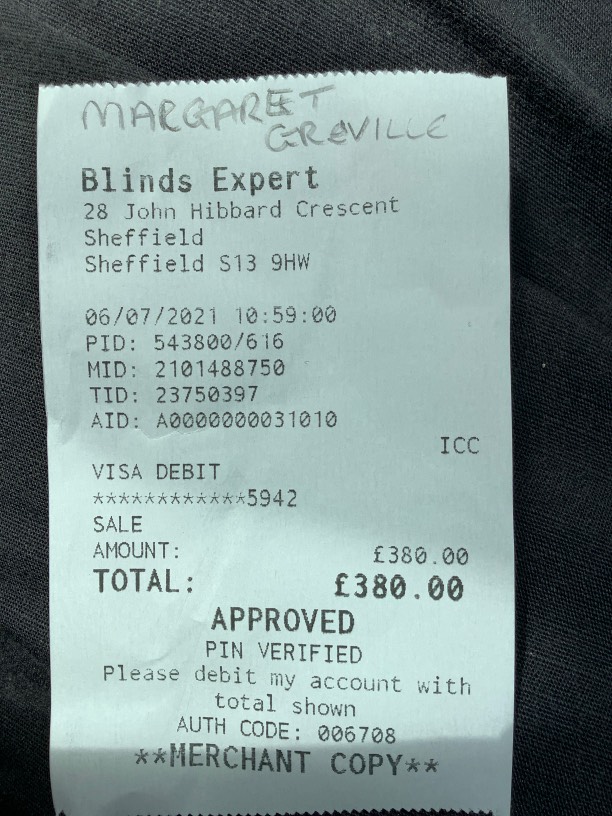 MARGARET
GREVILLE
Blinds Expert
28 John Hibbard Crescent
Sheffield
Sheffield S13 9HW
06/07/2021 10:59:00
PID: 543800/616
MID: 2101488750
TID: 23750397
AID: A0000000031010
ICC
VISA DEBIT
************5942
SALE
AMOUNT: £380.00
TOTAL: £380.00
APPROVED
PIN VERIFIED
Please debit my account with
total shown
AUTH CODE: 006708
**MERCHANT COPY**